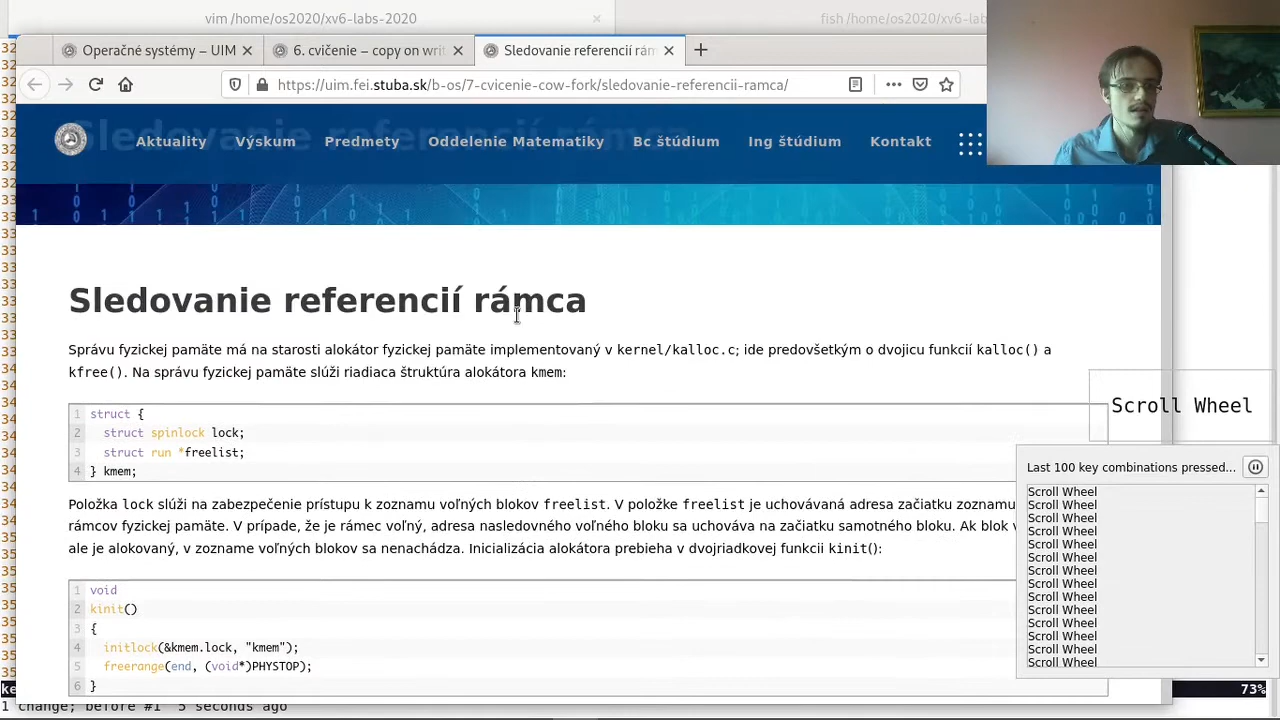 vim /home/os2020/xv6-labs-2020
fish /home/os2020/xv6-lab
Operačné systémy – UIM
6. cvičenie – copy on wri
Sledovanie referencií rám
https://uim.fei.stuba.sk/b-os/7-cvicenie-cow-fork/sledovanie-referencii-ramca/
Aktuality Výskum Predmety Oddelenie Matematiky Bc štúdium Ing štúdium Kontakt
Sledovanie referencií rámca
Správu fyzickej pamäte má na starosti alokátor fyzickej pamäte implementovaný v kernel/kalloc.c; ide predovšetkým o dvojicu funkcií kalloc() a
kfree(). Na správu fyzickej pamäte slúži riadiaca štruktúra alokátora kmem:
1 struct {
2 struct spinlock lock;
3 struct run *freelist;
4 } kmem;
Položka lock slúži na zabezpečenie prístupu k zoznamu voľných blokov freelist. V položke freelist je uchovávaná adresa začiatku zoznamu
rámcov fyzickej pamäte. V prípade, že je rámec voľný, adresa nasledovného voľného bloku sa uchováva na začiatku samotného bloku. Ak blok v
ale je alokovaný, v zozname voľných blokov sa nenachádza. Inicializácia alokátora prebieha v dvojriadkovej funkcii kinit():
1 void
2 kinit()
3 {
4 initlock(&kmem.lock, "kmem");
5 freerange(end, (void*)PHYSTOP);
6 }
Scroll Wheel
Last 100 key combinations pressed...
Scroll Wheel
Scroll Wheel
Scroll Wheel
Scroll Wheel
Scroll Wheel
Scroll Wheel
Scroll Wheel
Scroll Wheel
Scroll Wheel
Scroll Wheel
Scroll Wheel
Scroll Wheel
Scroll Wheel
Scroll Wheel
ke
73%
1 change; before #1 5 seconds ago